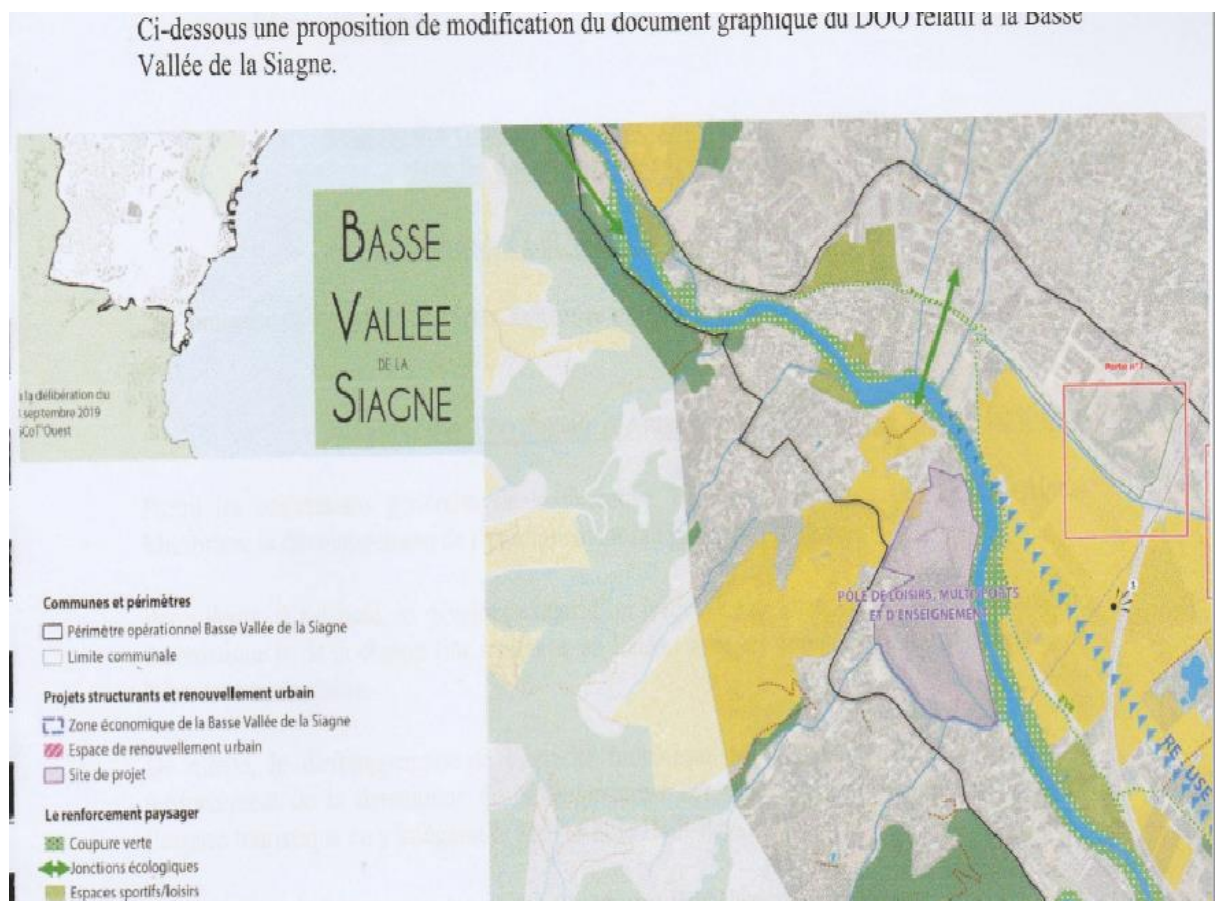 Ci-dessous une proposition de modification du document graphique du DOO relatif à la Basse
Vallée de la Siagne.
BASSE
VALLEE
DE LA
SIAGNE
à la délibération du
septembre 2019
SCoT'Ouest
Porte n°1
PÔLE DE LOISIRS, MULTISPORTS
ET D'ENSEIGNEMENT
1
RETUSE
Communes et périmètres
Périmètre opérationnel Basse Vallée de la Siagne
Limite communale
Projets structurants et renouvellement urbain
Zone économique de la Basse Vallée de la Siagne
Espace de renouvellement urbain
Site de projet
Le renforcement paysager
Coupure verte
Jonctions écologiques
Espaces sportifs/loisirs